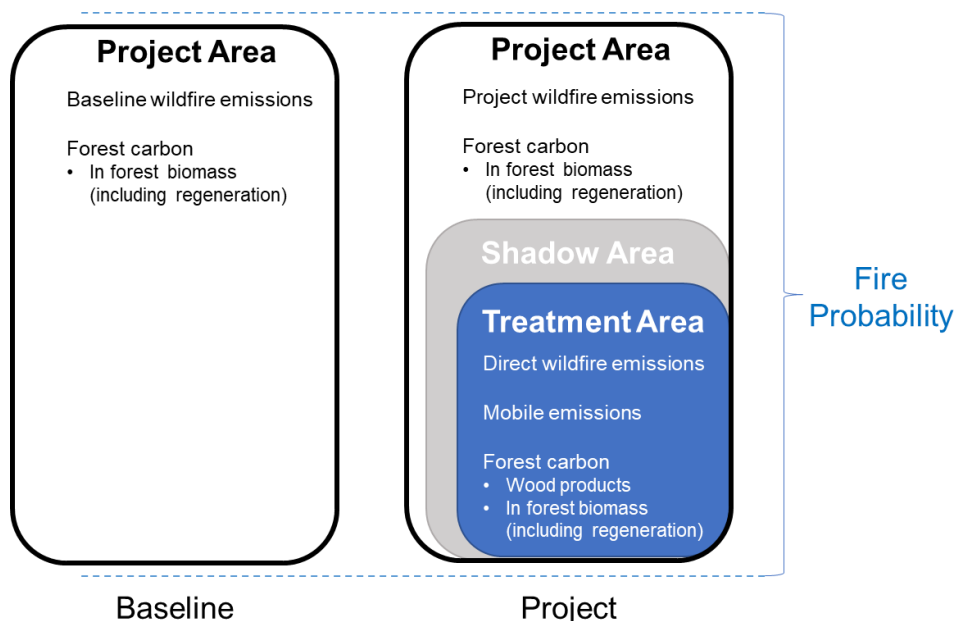 Project Area
Baseline wildfire emissions
Forest carbon
• In forest biomass
(including regeneration)
Project Area
Project wildfire emissions
Forest carbon
• In forest biomass
(including regeneration)
Shadow Area
Treatment Area
Direct wildfire emissions
Mobile emissions
Forest carbon
• Wood products
• In forest biomass
(including regeneration)
Fire
Probability
Baseline
Project